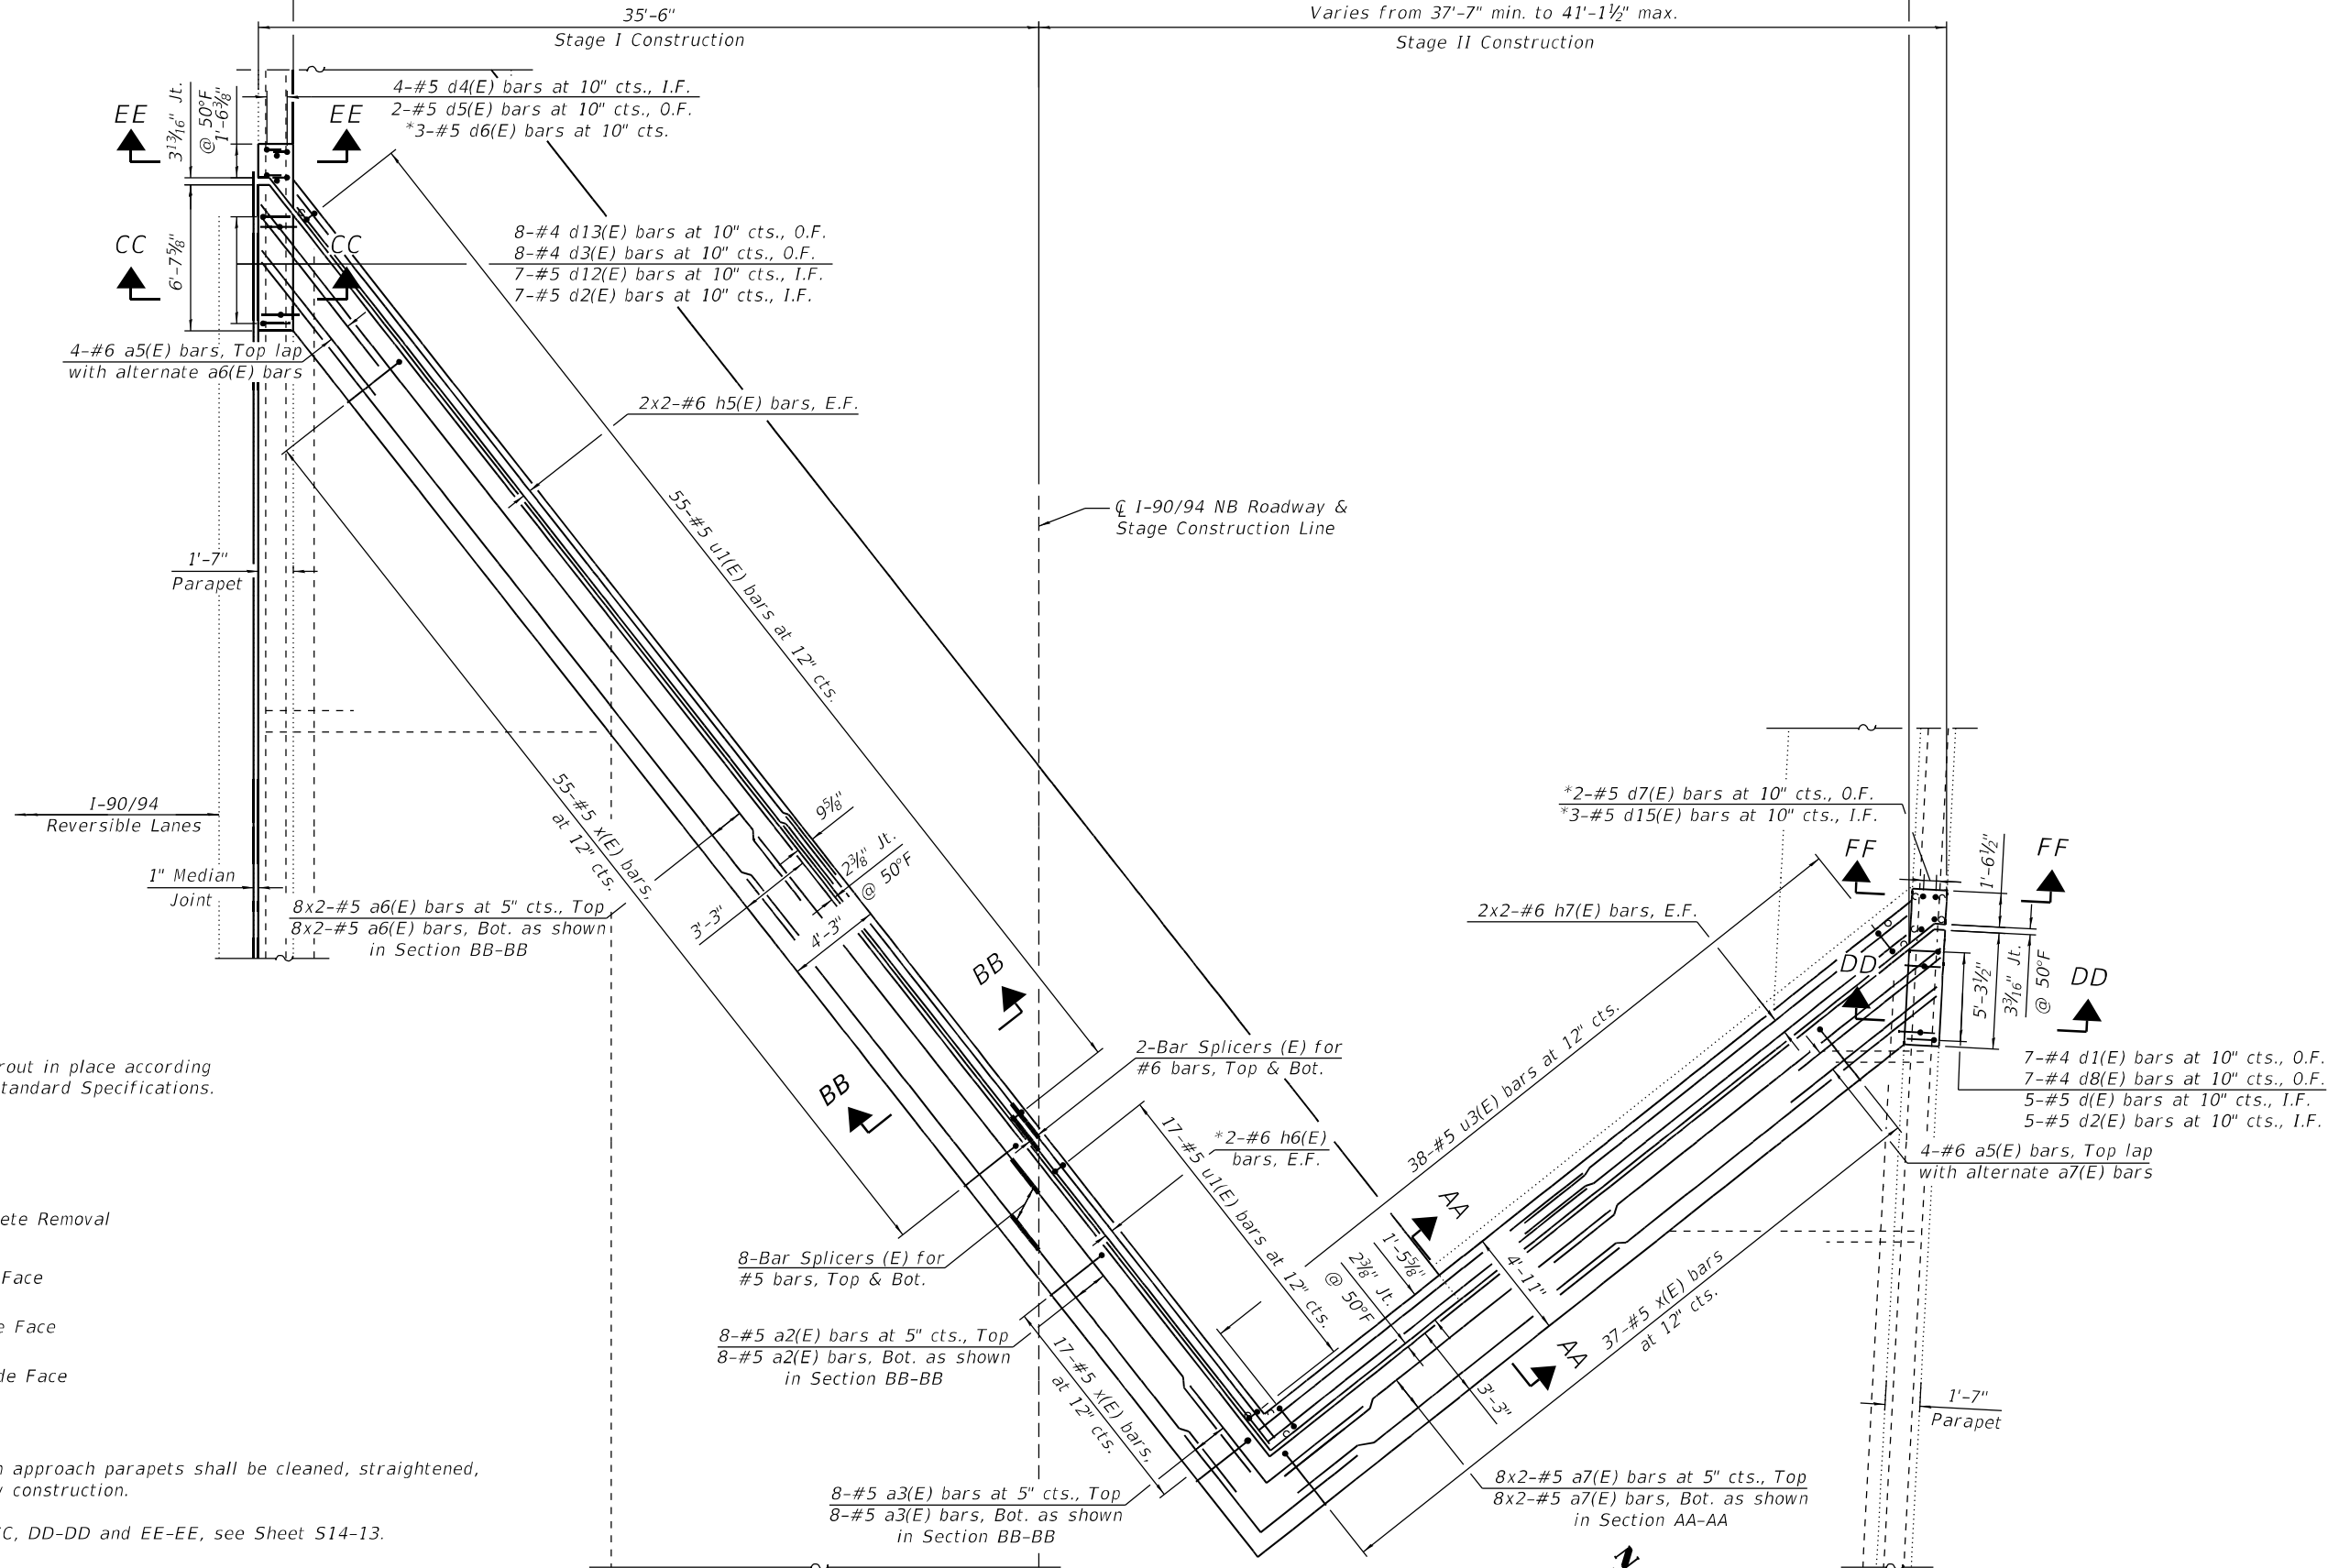 35'-6"
Stage I Construction
Varies from 37'-7" min. to 41'-1½" max.
Stage II Construction
4-#5 d4(E) bars at 10" cts., I.F.
2-#5 d5(E) bars at 10" cts., O.F.
*3-#5 d6(E) bars at 10" cts.
3 13/16" Jt.
@ 50°F
1'-6⅜"
EE
EE
CC
CC
6'-7⅝"
8-#4 d13(E) bars at 10" cts., O.F.
8-#4 d3(E) bars at 10" cts., O.F.
7-#5 d12(E) bars at 10" cts., I.F.
7-#5 d2(E) bars at 10" cts., I.F.
4-#6 a5(E) bars, Top lap
with alternate a6(E) bars
2x2-#6 h5(E) bars, E.F.
55-#5 u1(E) bars at 12" cts.
℄ I-90/94 NB Roadway &
Stage Construction Line
1'-7"
Parapet
55-#5 x(E) bars,
at 12" cts.
9⅝"
2⅜" Jt.
@ 50°F
3'-3"
4'-3"
I-90/94
Reversible Lanes
1" Median
Joint
8x2-#5 a6(E) bars at 5" cts., Top
8x2-#5 a6(E) bars, Bot. as shown
in Section BB-BB
*2-#5 d7(E) bars at 10" cts., O.F.
*3-#5 d15(E) bars at 10" cts., I.F.
FF
FF
1'-6½"
2x2-#6 h7(E) bars, E.F.
DD
DD
5'-3½"
3 3/16" Jt.
@ 50°F
BB
BB
38-#5 u3(E) bars at 12" cts.
2-Bar Splicers (E) for
#6 bars, Top & Bot.
7-#4 d1(E) bars at 10" cts., O.F.
7-#4 d8(E) bars at 10" cts., O.F.
5-#5 d(E) bars at 10" cts., I.F.
5-#5 d2(E) bars at 10" cts., I.F.
rout in place according
tandard Specifications.
*2-#6 h6(E)
bars, E.F.
17-#5 u1(E) bars at 12" cts.
4-#6 a5(E) bars, Top lap
with alternate a7(E) bars
AA
AA
ete Removal
Face
e Face
de Face
8-Bar Splicers (E) for
#5 bars, Top & Bot.
1'-5⅝"
2⅜" Jt.
@ 50°F
4'-11"
37-#5 x(E) bars
at 12" cts.
8-#5 a2(E) bars at 5" cts., Top
8-#5 a2(E) bars, Bot. as shown
in Section BB-BB
17-#5 x(E) bars,
at 12" cts.
3'-3"
1'-7"
Parapet
8-#5 a3(E) bars at 5" cts., Top
8-#5 a3(E) bars, Bot. as shown
in Section BB-BB
8x2-#5 a7(E) bars at 5" cts., Top
8x2-#5 a7(E) bars, Bot. as shown
in Section AA-AA
h approach parapets shall be cleaned, straightened,
w construction.
C, DD-DD and EE-EE, see Sheet S14-13.
N